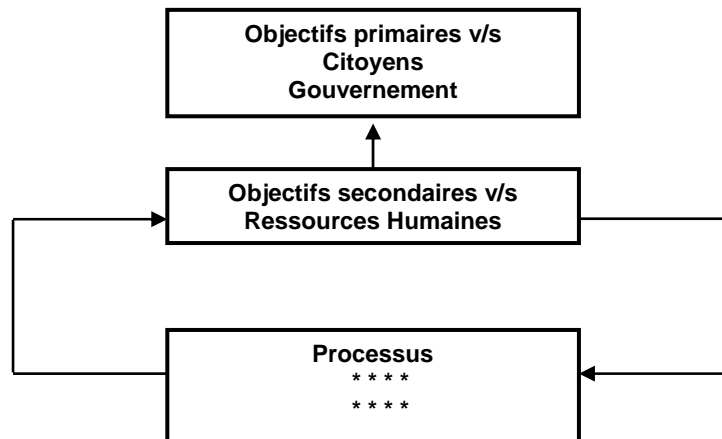 Objectifs primaires v/s
Citoyens
Gouvernement
Objectifs secondaires v/s
Ressources Humaines
Processus
* * * *
* * * *